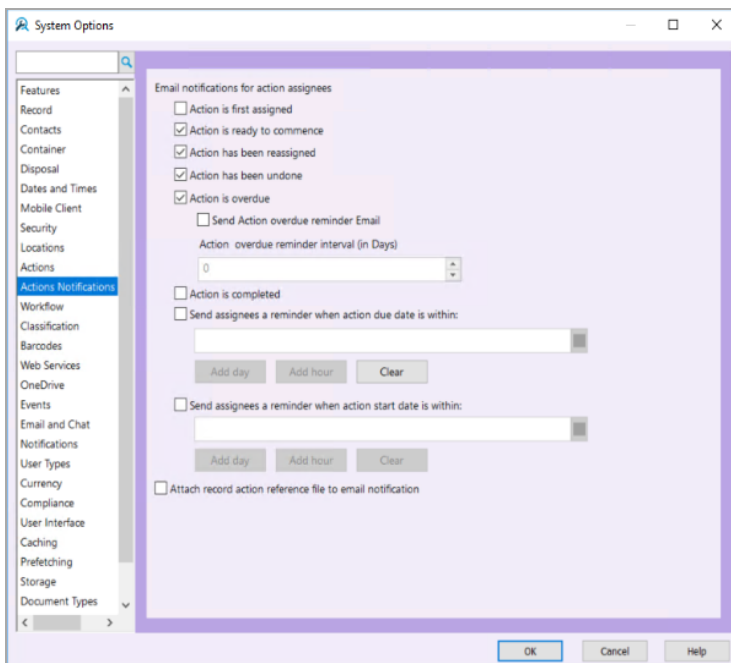 System Options
Features
Record
Contacts
Container
Disposal
Dates and Times
Mobile Client
Security
Locations
Actions
Actions Notifications
Workflow
Classification
Barcodes
Web Services
OneDrive
Events
Email and Chat
Notifications
User Types
Currency
Compliance
User Interface
Caching
Prefetching
Storage
Document Types
Email notifications for action assignees
Action is first assigned
Action is ready to commence
Action has been reassigned
Action has been undone
Action is overdue
Send Action overdue reminder Email
Action overdue reminder interval (in Days)
0
Action is completed
Send assignees a reminder when action due date is within:
Add day Add hour Clear
Send assignees a reminder when action start date is within:
Add day Add hour Clear
Attach record action reference file to email notification
OK Cancel Help